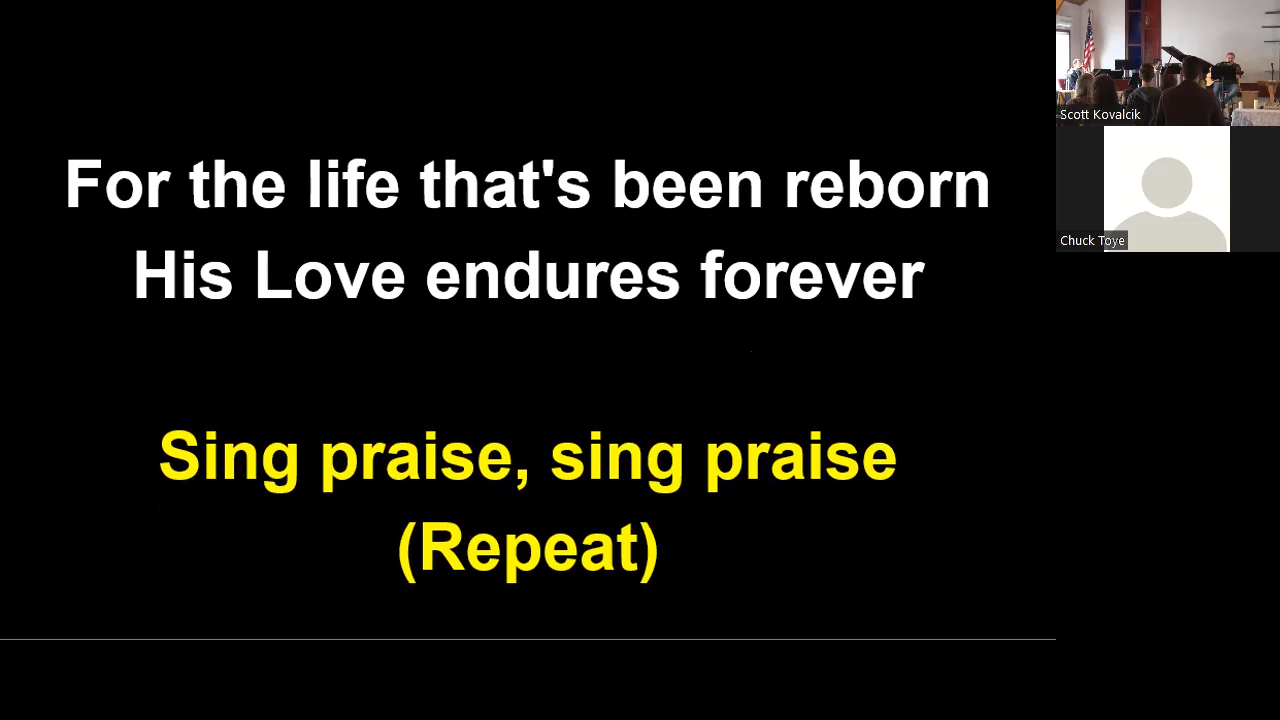 For the life that's been reborn
His Love endures forever
Sing praise, sing praise
(Repeat)
Scott Kovalcik
Chuck Toye